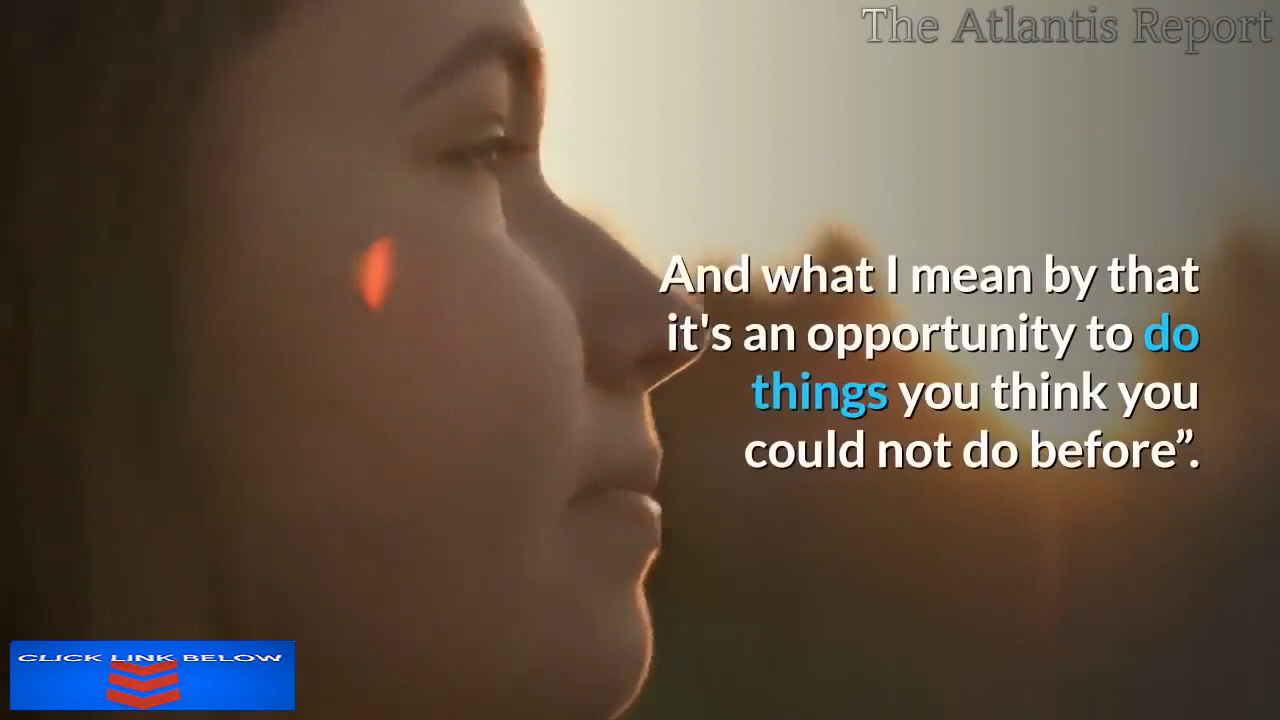 The Atlantis Report
And what I mean by that
it's an opportunity to do
things you think you
could not do before”.
CLICK LINK BELOW